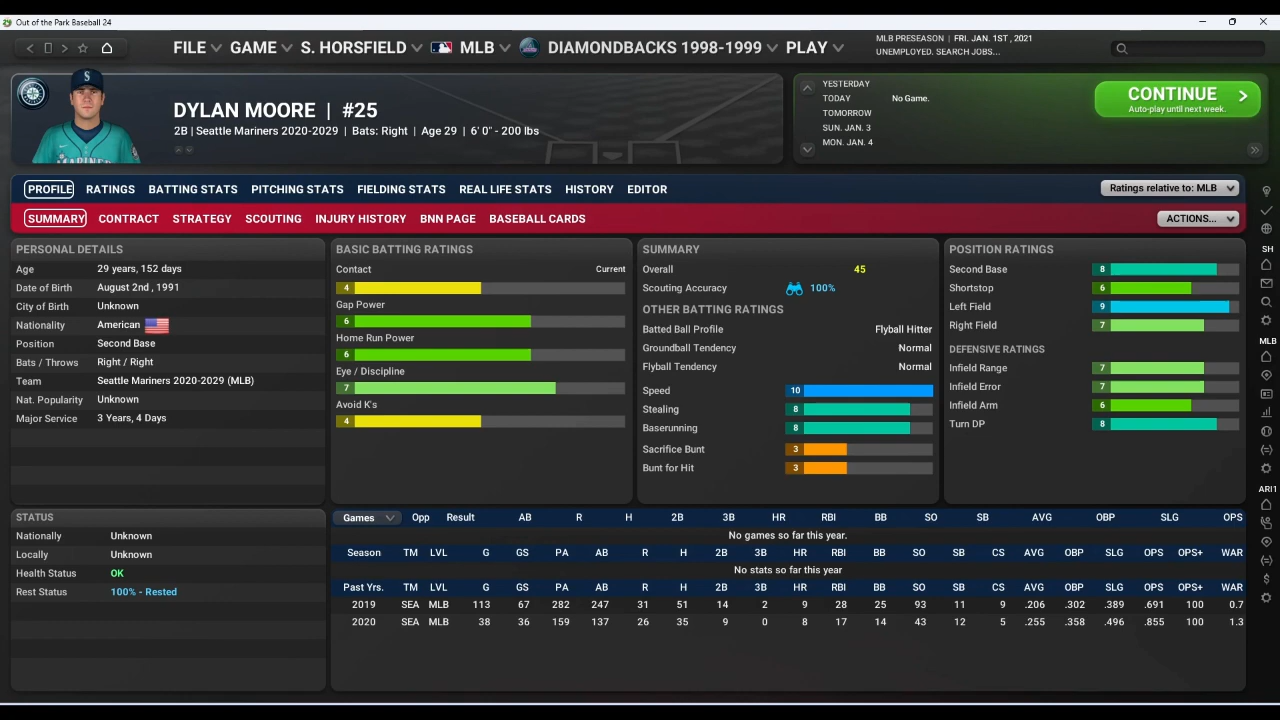 Out of the Park Baseball 24
FILE GAME S. HORSFIELD MLB DIAMONDBACKS 1998-1999 PLAY
MLB PRESEASON | FRI. JAN. 1ST, 2021
UNEMPLOYED. SEARCH JOBS...
DYLAN MOORE | #25
2B | Seattle Mariners 2020-2029 | Bats: Right | Age 29 | 6' 0" - 200 lbs
YESTERDAY
TODAY No Game.
TOMORROW
SUN. JAN. 3
MON. JAN. 4
CONTINUE
Auto-play until next week.
PROFILE RATINGS BATTING STATS PITCHING STATS FIELDING STATS REAL LIFE STATS HISTORY EDITOR
Ratings relative to: MLB
SUMMARY CONTRACT STRATEGY SCOUTING INJURY HISTORY BNN PAGE BASEBALL CARDS
ACTIONS...
PERSONAL DETAILS
Age 29 years, 152 days
Date of Birth August 2nd, 1991
City of Birth Unknown
Nationality American
Position Second Base
Bats / Throws Right / Right
Team Seattle Mariners 2020-2029 (MLB)
Nat. Popularity Unknown
Major Service 3 Years, 4 Days
BASIC BATTING RATINGS
Contact Current
4
Gap Power
6
Home Run Power
6
Eye / Discipline
7
Avoid K's
4
SUMMARY
Overall 45
Scouting Accuracy 100%
OTHER BATTING RATINGS
Batted Ball Profile Flyball Hitter
Groundball Tendency Normal
Flyball Tendency Normal
Speed 10
Stealing 8
Baserunning 8
Sacrifice Bunt 3
Bunt for Hit 3
POSITION RATINGS
Second Base 8
Shortstop 6
Left Field 9
Right Field 7
DEFENSIVE RATINGS
Infield Range 7
Infield Error 7
Infield Arm 6
Turn DP 8
SH
MLB
ARI1
STATUS
Nationally Unknown
Locally Unknown
Health Status OK
Rest Status 100% - Rested
Games Opp Result AB R H 2B 3B HR RBI BB SO SB AVG OBP SLG OPS
No games so far this year.
Season TM LVL G GS PA AB R H 2B 3B HR RBI BB SO SB CS AVG OBP SLG OPS OPS+ WAR
No stats so far this year
Past Yrs. TM LVL G GS PA AB R H 2B 3B HR RBI BB SO SB CS AVG OBP SLG OPS OPS+ WAR
2019 SEA MLB 113 67 282 247 31 51 14 2 9 28 25 93 11 9 .206 .302 .389 .691 100 0.7
2020 SEA MLB 38 36 159 137 26 35 9 0 8 17 14 43 12 5 .255 .358 .496 .855 100 1.3